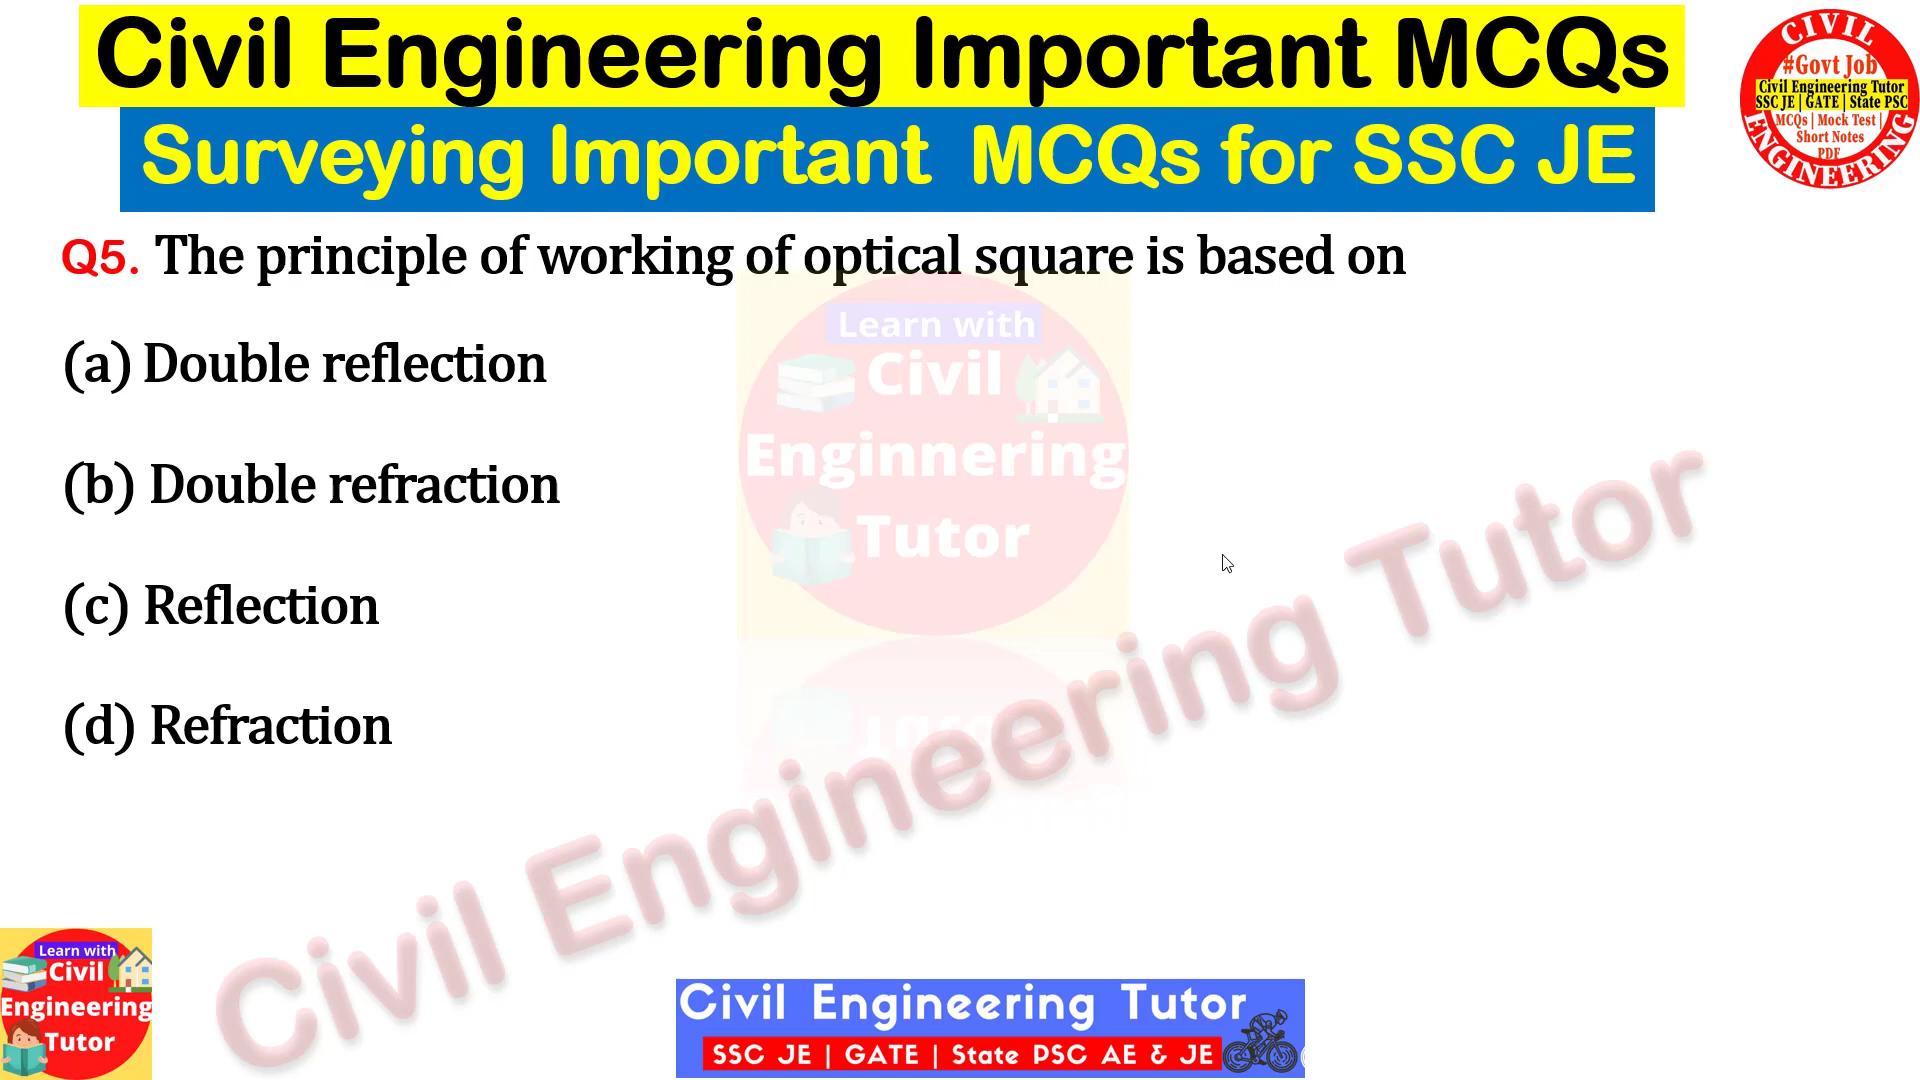 Civil Engineering Important MCQs
Surveying Important MCQs for SSC JE
CIVIL
#Govt Job
Civil Engineering Tutor
SSC JE | GATE | State PSC
MCQs | Mock Test |
Short Notes
PDF
ENGINEERING
Q5. The principle of working of optical square is based on
(a) Double reflection
(b) Double refraction
(c) Reflection
(d) Refraction
Learn with
Civil
Enginnering
Tutor
Civil Engineering Tutor
Learn with
Civil
Engineering
Tutor
Civil Engineering Tutor
SSC JE | GATE | State PSC AE & JE